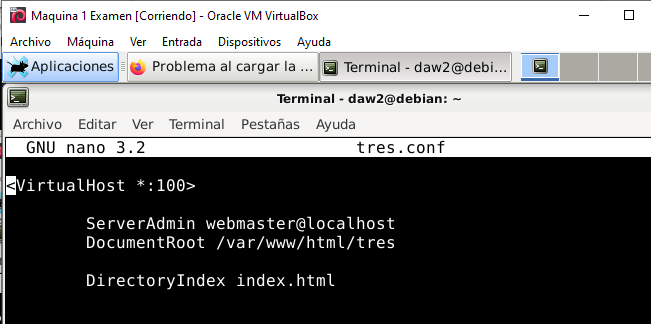 Maquina 1 Examen [Corriendo] - Oracle VM VirtualBox
Archivo Máquina Ver Entrada Dispositivos Ayuda
Aplicaciones Problema al cargar la ... Terminal - daw2@debi...
Terminal - daw2@debian: ~
Archivo Editar Ver Terminal Pestañas Ayuda
GNU nano 3.2 tres.conf
<VirtualHost *:100>
ServerAdmin webmaster@localhost
DocumentRoot /var/www/html/tres
DirectoryIndex index.html